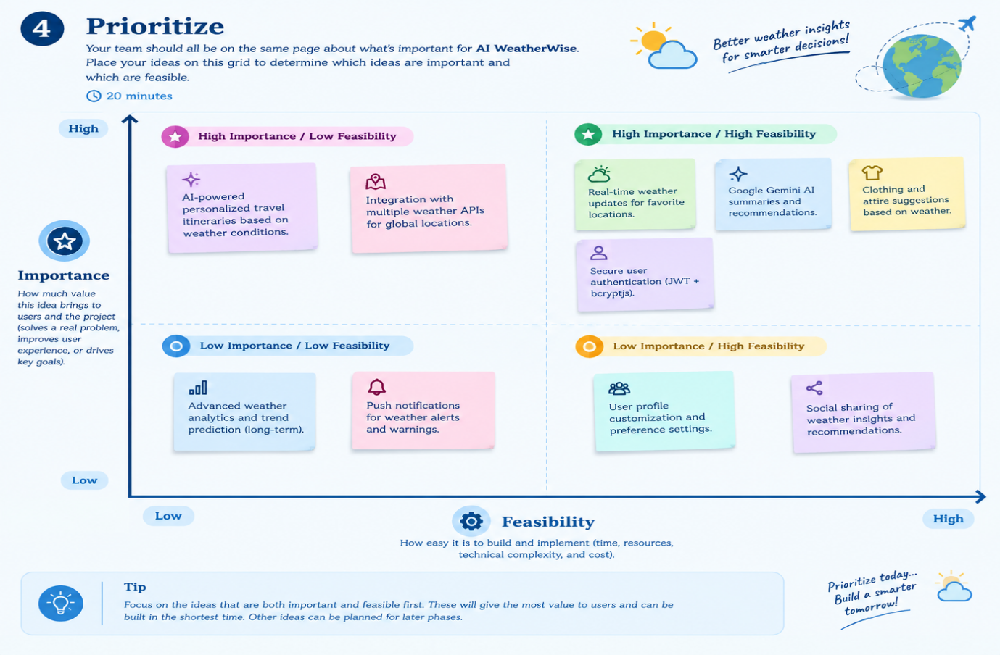 4
Prioritize
Your team should all be on the same page about what's important for AI WeatherWise.
Place your ideas on this grid to determine which ideas are important and
which are feasible.
20 minutes
Better weather insights
for smarter decisions!
High
High Importance / Low Feasibility
AI-powered
personalized travel
itineraries based on
weather conditions.
Integration with
multiple weather APIs
for global locations.
High Importance / High Feasibility
Real-time weather
updates for favorite
locations.
Google Gemini AI
summaries and
recommendations.
Clothing and
attire suggestions
based on weather.
Secure user
authentication (JWT +
bcryptjs).
Importance
How much value
this idea brings to
users and the project
(solves a real problem,
improves user
experience, or drives
key goals).
Low Importance / Low Feasibility
Advanced weather
analytics and trend
prediction (long-term).
Push notifications
for weather alerts
and warnings.
Low Importance / High Feasibility
User profile
customization and
preference settings.
Social sharing of
weather insights and
recommendations.
Low
Low
Feasibility
High
How easy it is to build and implement (time, resources,
technical complexity, and cost).
Tip
Focus on the ideas that are both important and feasible first. These will give the most value to users and can be
built in the shortest time. Other ideas can be planned for later phases.
Prioritize today...
Build a smarter
tomorrow!